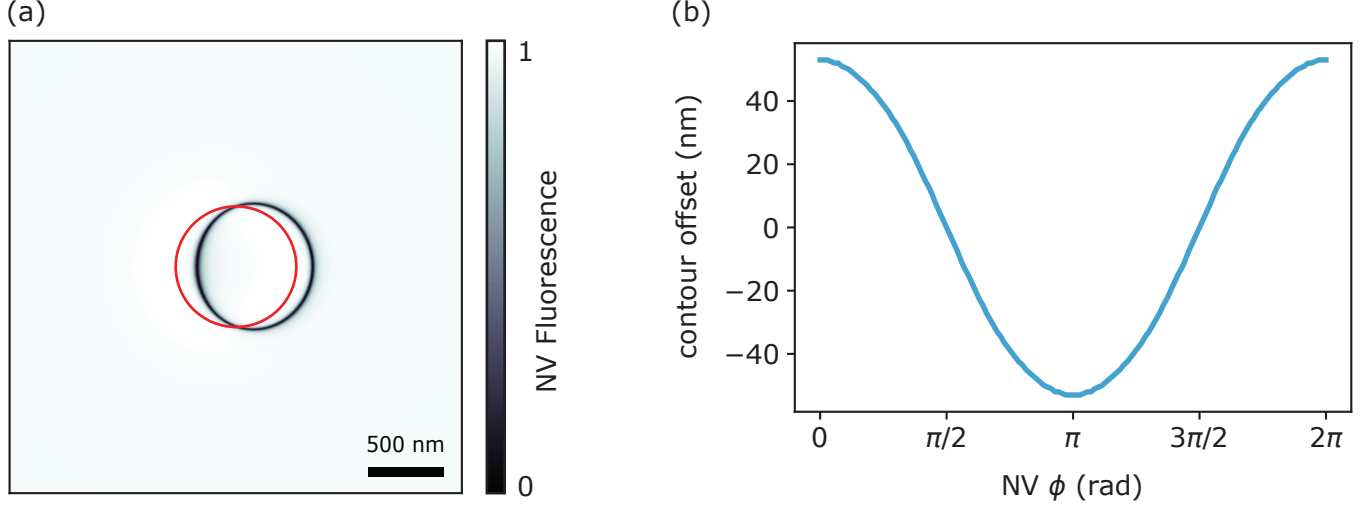 (a)
1
NV Fluorescence
0
500 nm
(b)
contour offset (nm)
40
20
0
−20
−40
0
π/2
π
3π/2
2π
NV ϕ (rad)